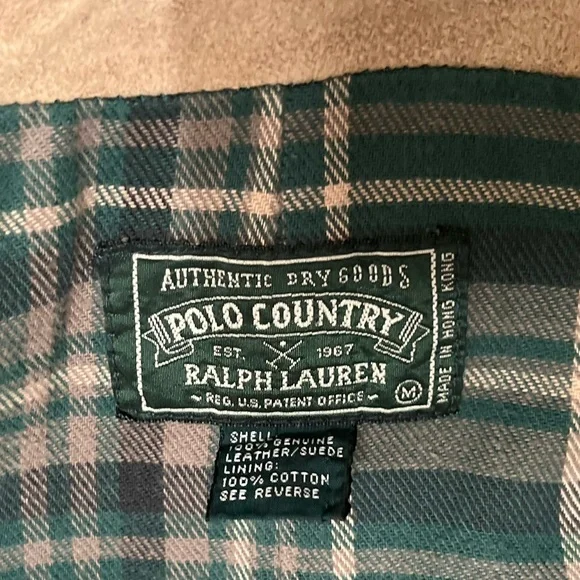 AUTHENTIC DRY GOODS
POLO COUNTRY
EST. 1967
RALPH LAUREN
REG. U.S. PATENT OFFICE
M
MADE IN HONG KONG
SHELL:
100% GENUINE
LEATHER/SUEDE
LINING:
100% COTTON
SEE REVERSE